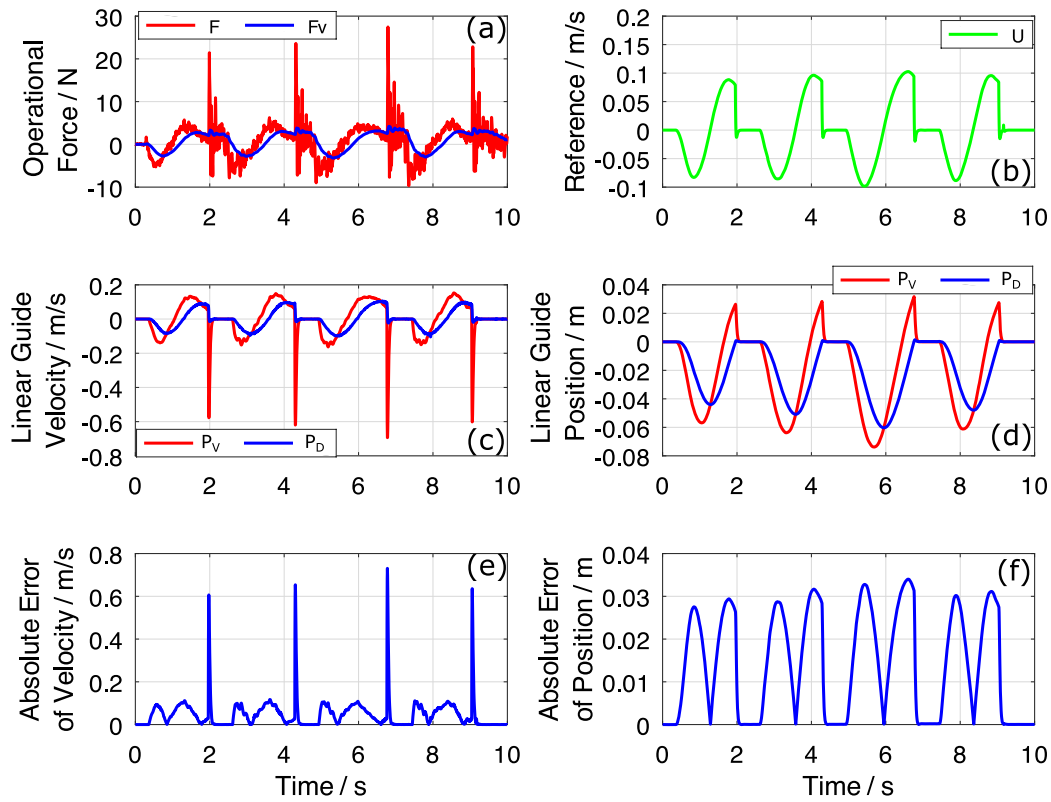 F Fv (a)
Operational
Force / N
30
20
10
0
-10
0 2 4 6 8 10
U
(b)
Reference / m/s
0.2
0.15
0.1
0.05
0
-0.05
-0.1
0 2 4 6 8 10
Linear Guide
Velocity / m/s
0.2
0
-0.2
-0.4
-0.6
-0.8
PV PD (c)
0 2 4 6 8 10
PV PD
Linear Guide
Position / m
0.04
0.02
0
-0.02
-0.04
-0.06
-0.08
(d)
0 2 4 6 8 10
Absolute Error
of Velocity / m/s
0.8
0.6
0.4
0.2
0
(e)
0 2 4 6 8 10
Time / s
Absolute Error
of Position / m
0.04
0.03
0.02
0.01
0
(f)
0 2 4 6 8 10
Time / s